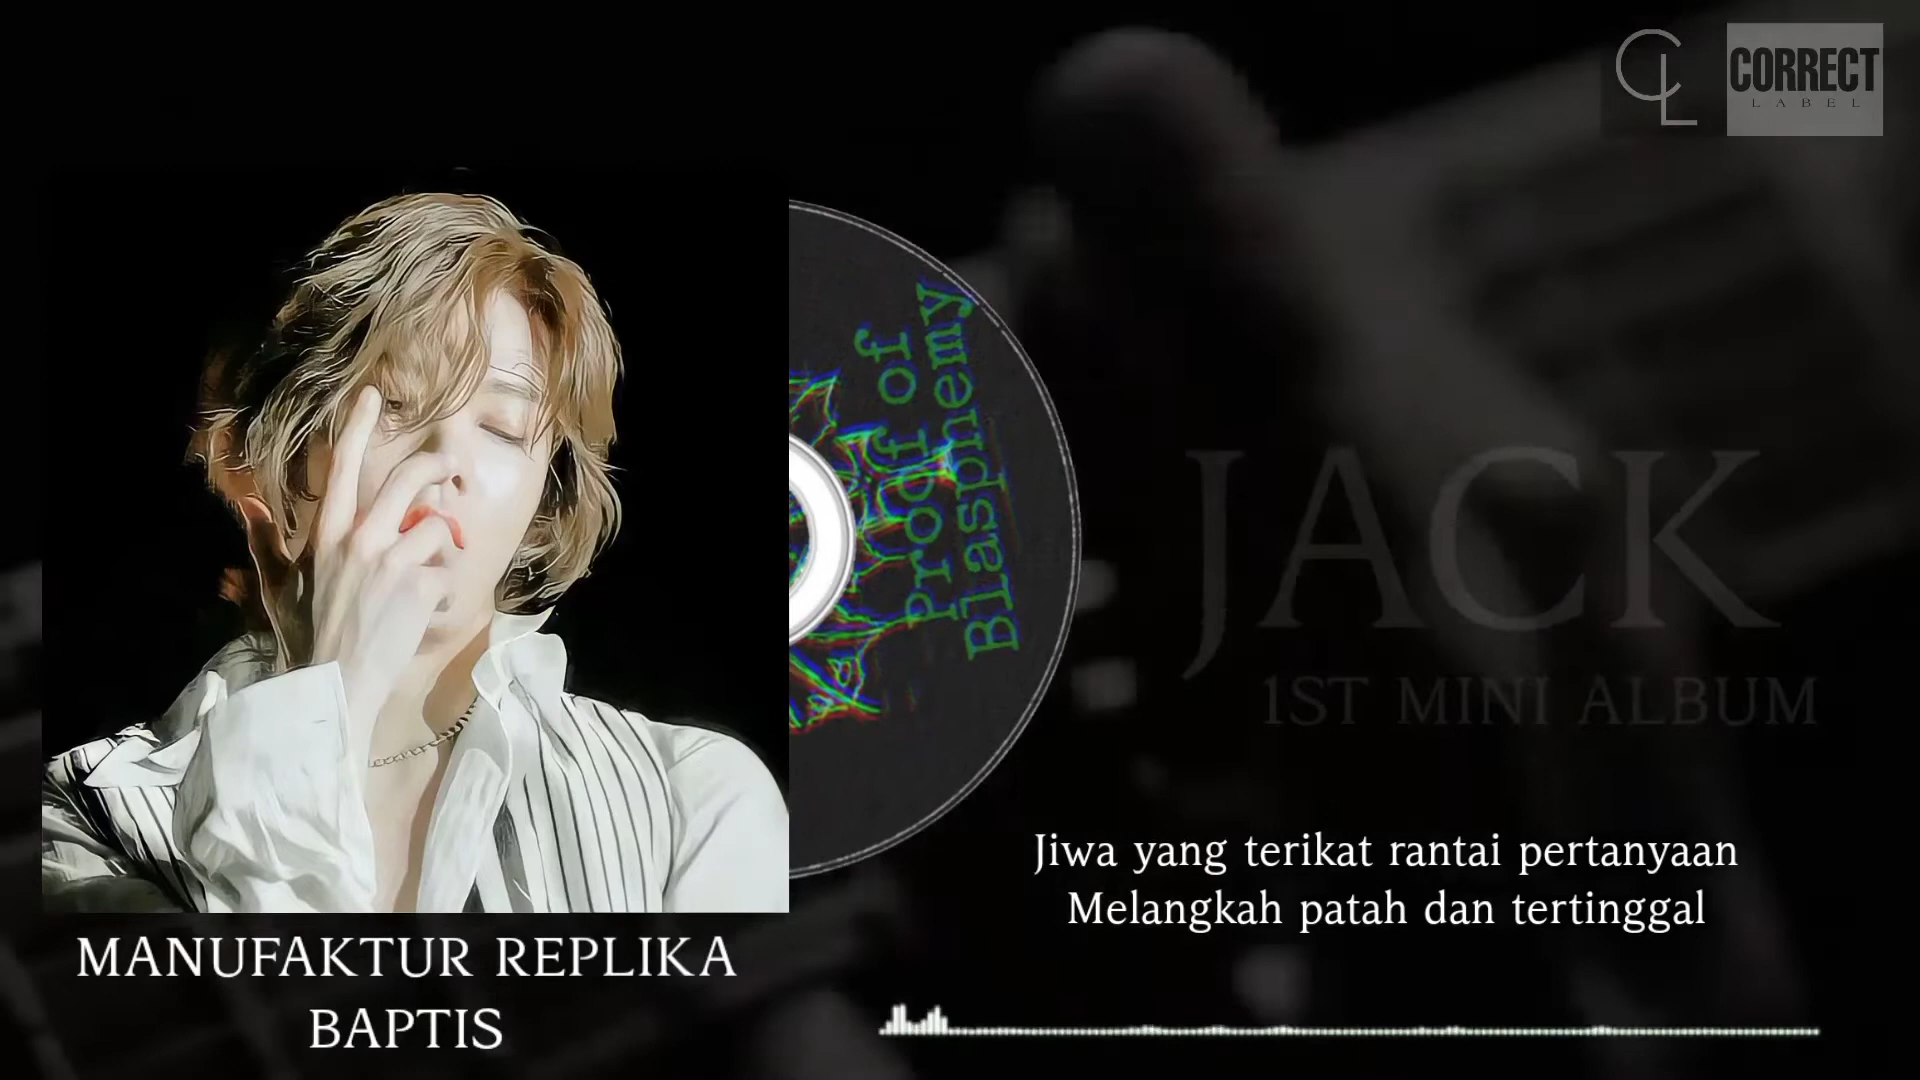 CL
CORRECT
LABEL
Proof of
Blasphemy
JACK
1ST MINI ALBUM
Jiwa yang terikat rantai pertanyaan
Melangkah patah dan tertinggal
MANUFAKTUR REPLIKA
BAPTIS